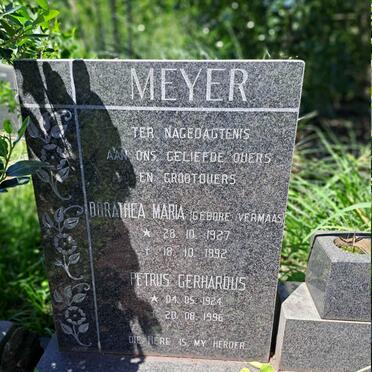 MEYER
TER NAGEDAGTENIS
AAN ONS GELIEFDE OUERS
EN GROOTOUERS
DORATHEA MARIA (GEBORE VERMAAS)
* 28. 10. 1927
† 18. 10. 1992
PETRUS GERHARDUS
* 04. 05. 1924
† 20. 08. 1996
DIE HERE IS MY HERDER